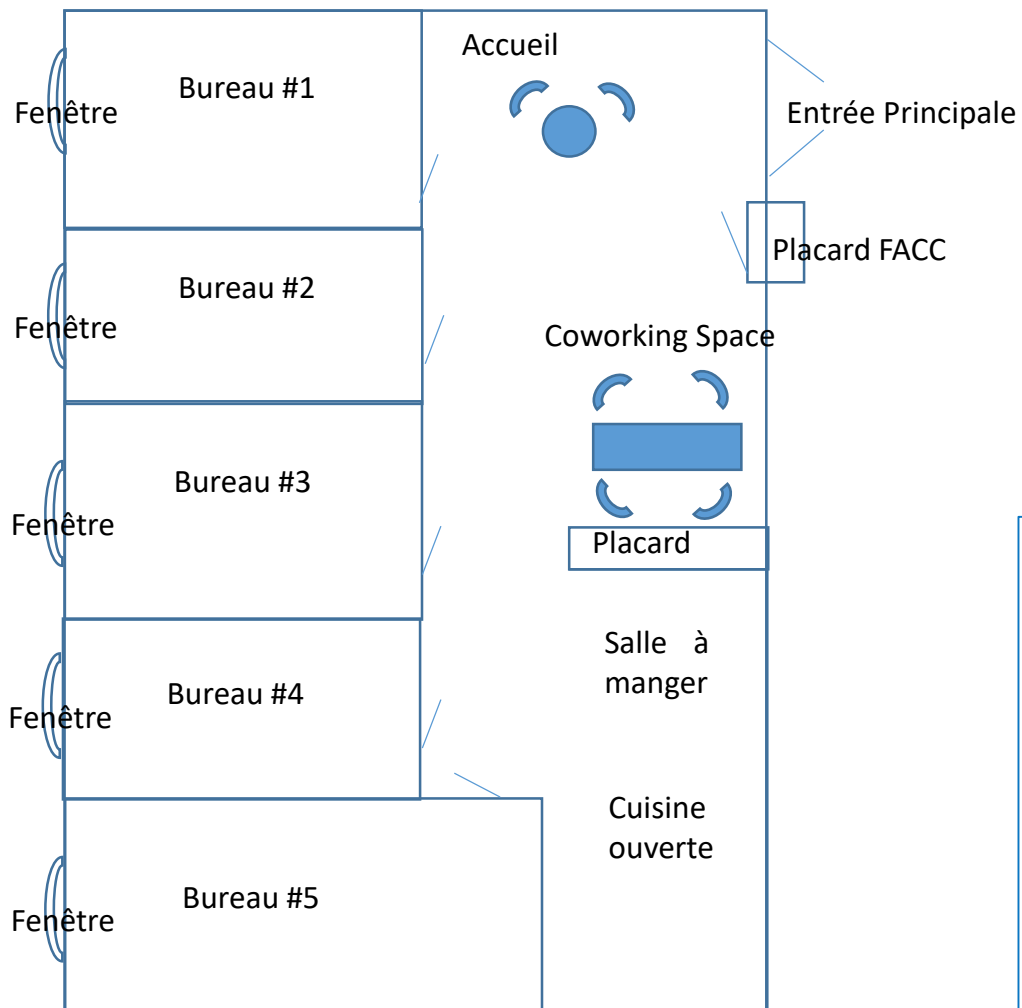 Accueil
Bureau #1
Fenêtre
Entrée Principale
Placard FACC
Bureau #2
Fenêtre
Coworking Space
Bureau #3
Fenêtre
Placard
Salle à
manger
Bureau #4
Fenêtre
Cuisine
ouverte
Bureau #5
Fenêtre